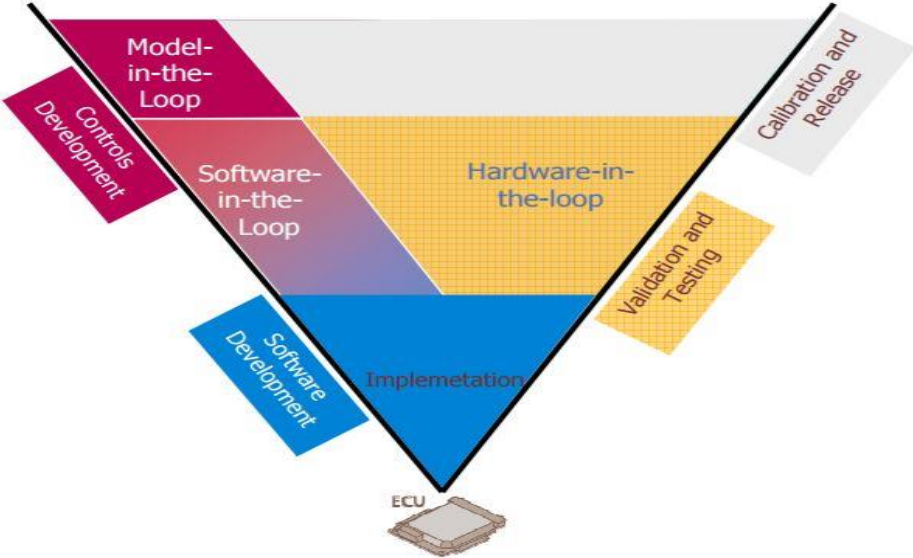 Model-
in-the-
Loop
Controls
Development
Calibration and
Release
Software-
in-the-
Loop
Hardware-in-
the-loop
Validation and
Testing
Software
Development
Implemetation
ECU